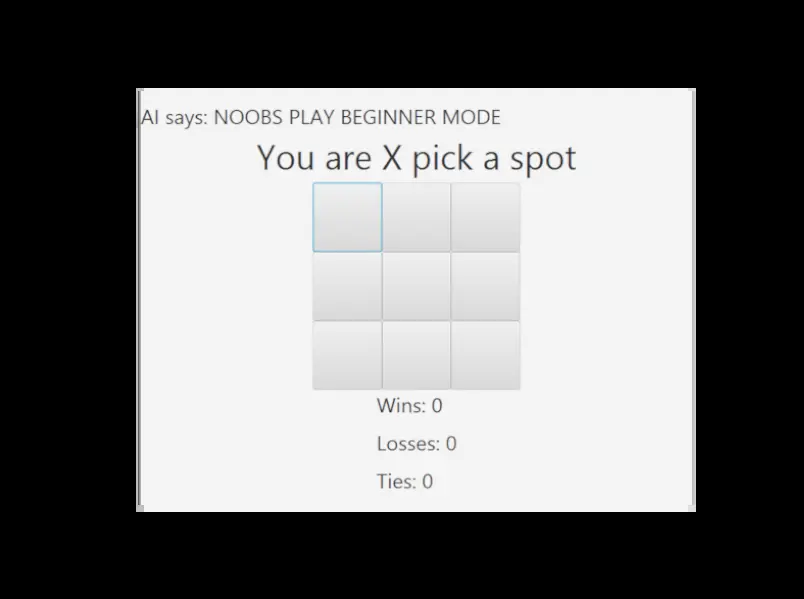 AI says: NOOBS PLAY BEGINNER MODE
You are X pick a spot
Wins: 0
Losses: 0
Ties: 0